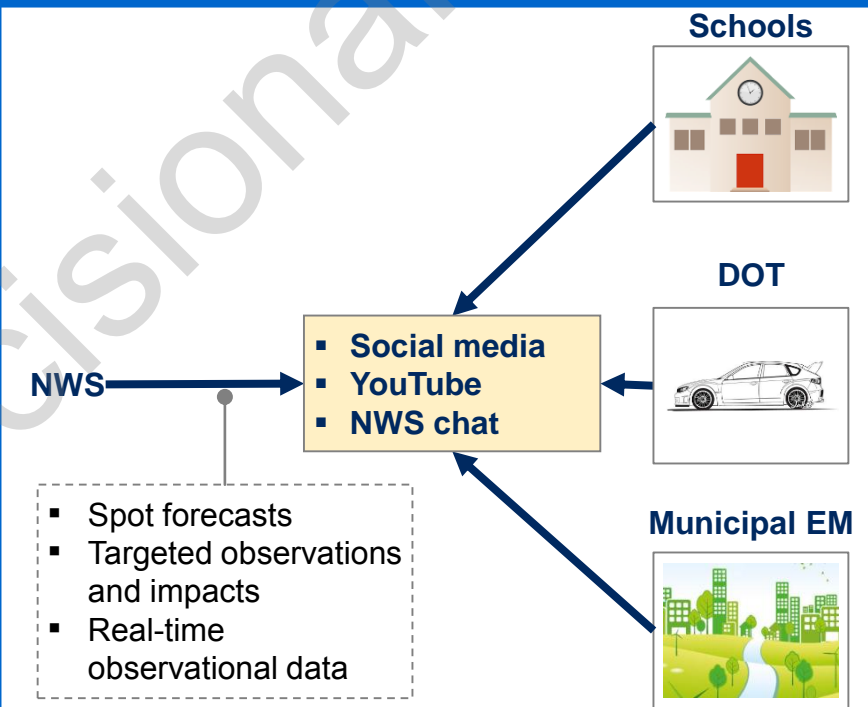 Schools
DOT
NWS
▪ Social media
▪ YouTube
▪ NWS chat
▪ Spot forecasts
▪ Targeted observations
and impacts
▪ Real-time
observational data
Municipal EM